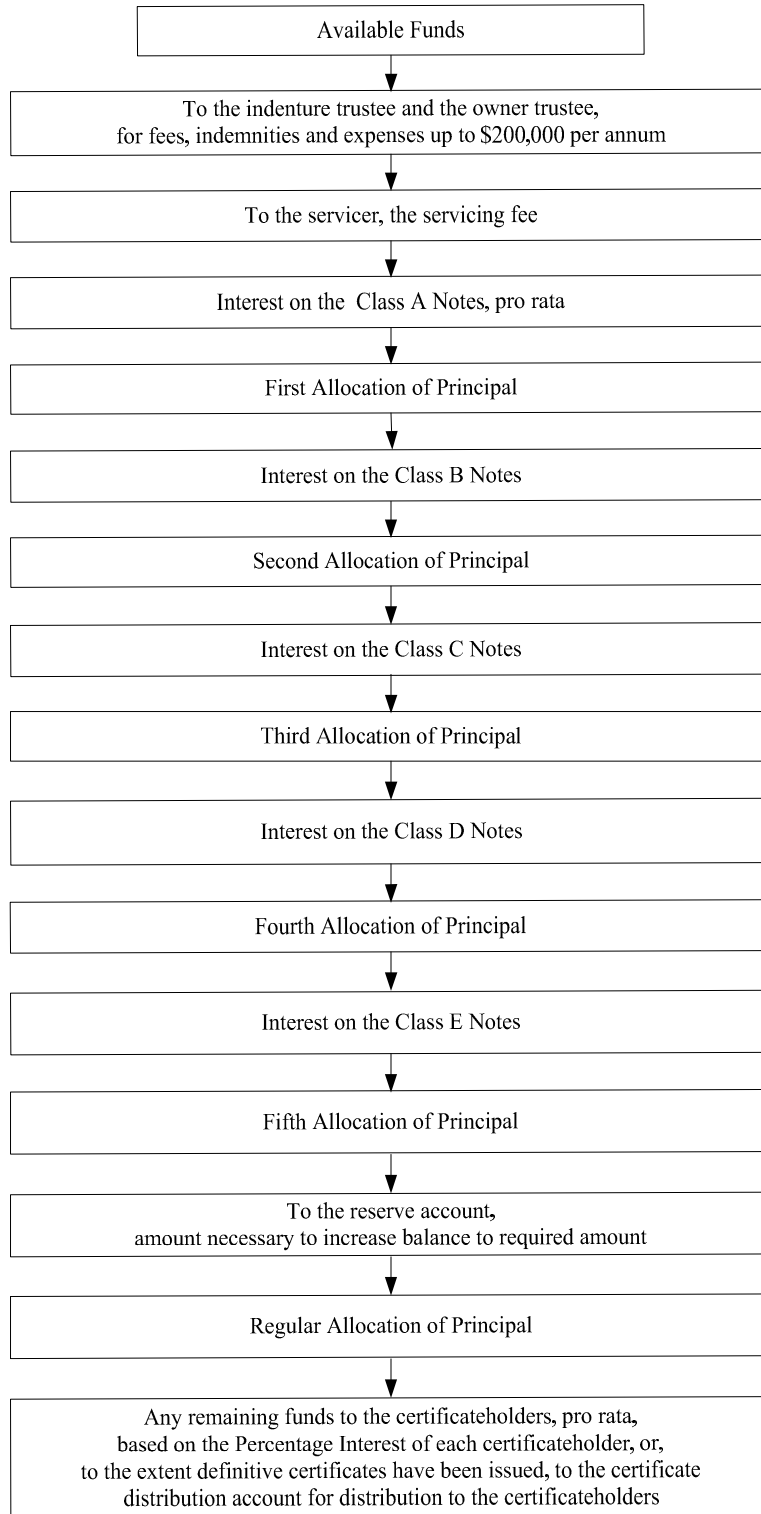 Available Funds
To the indenture trustee and the owner trustee,
for fees, indemnities and expenses up to $200,000 per annum
To the servicer, the servicing fee
Interest on the Class A Notes, pro rata
First Allocation of Principal
Interest on the Class B Notes
Second Allocation of Principal
Interest on the Class C Notes
Third Allocation of Principal
Interest on the Class D Notes
Fourth Allocation of Principal
Interest on the Class E Notes
Fifth Allocation of Principal
To the reserve account,
amount necessary to increase balance to required amount
Regular Allocation of Principal
Any remaining funds to the certificateholders, pro rata,
based on the Percentage Interest of each certificateholder, or,
to the extent definitive certificates have been issued, to the certificate
distribution account for distribution to the certificateholders